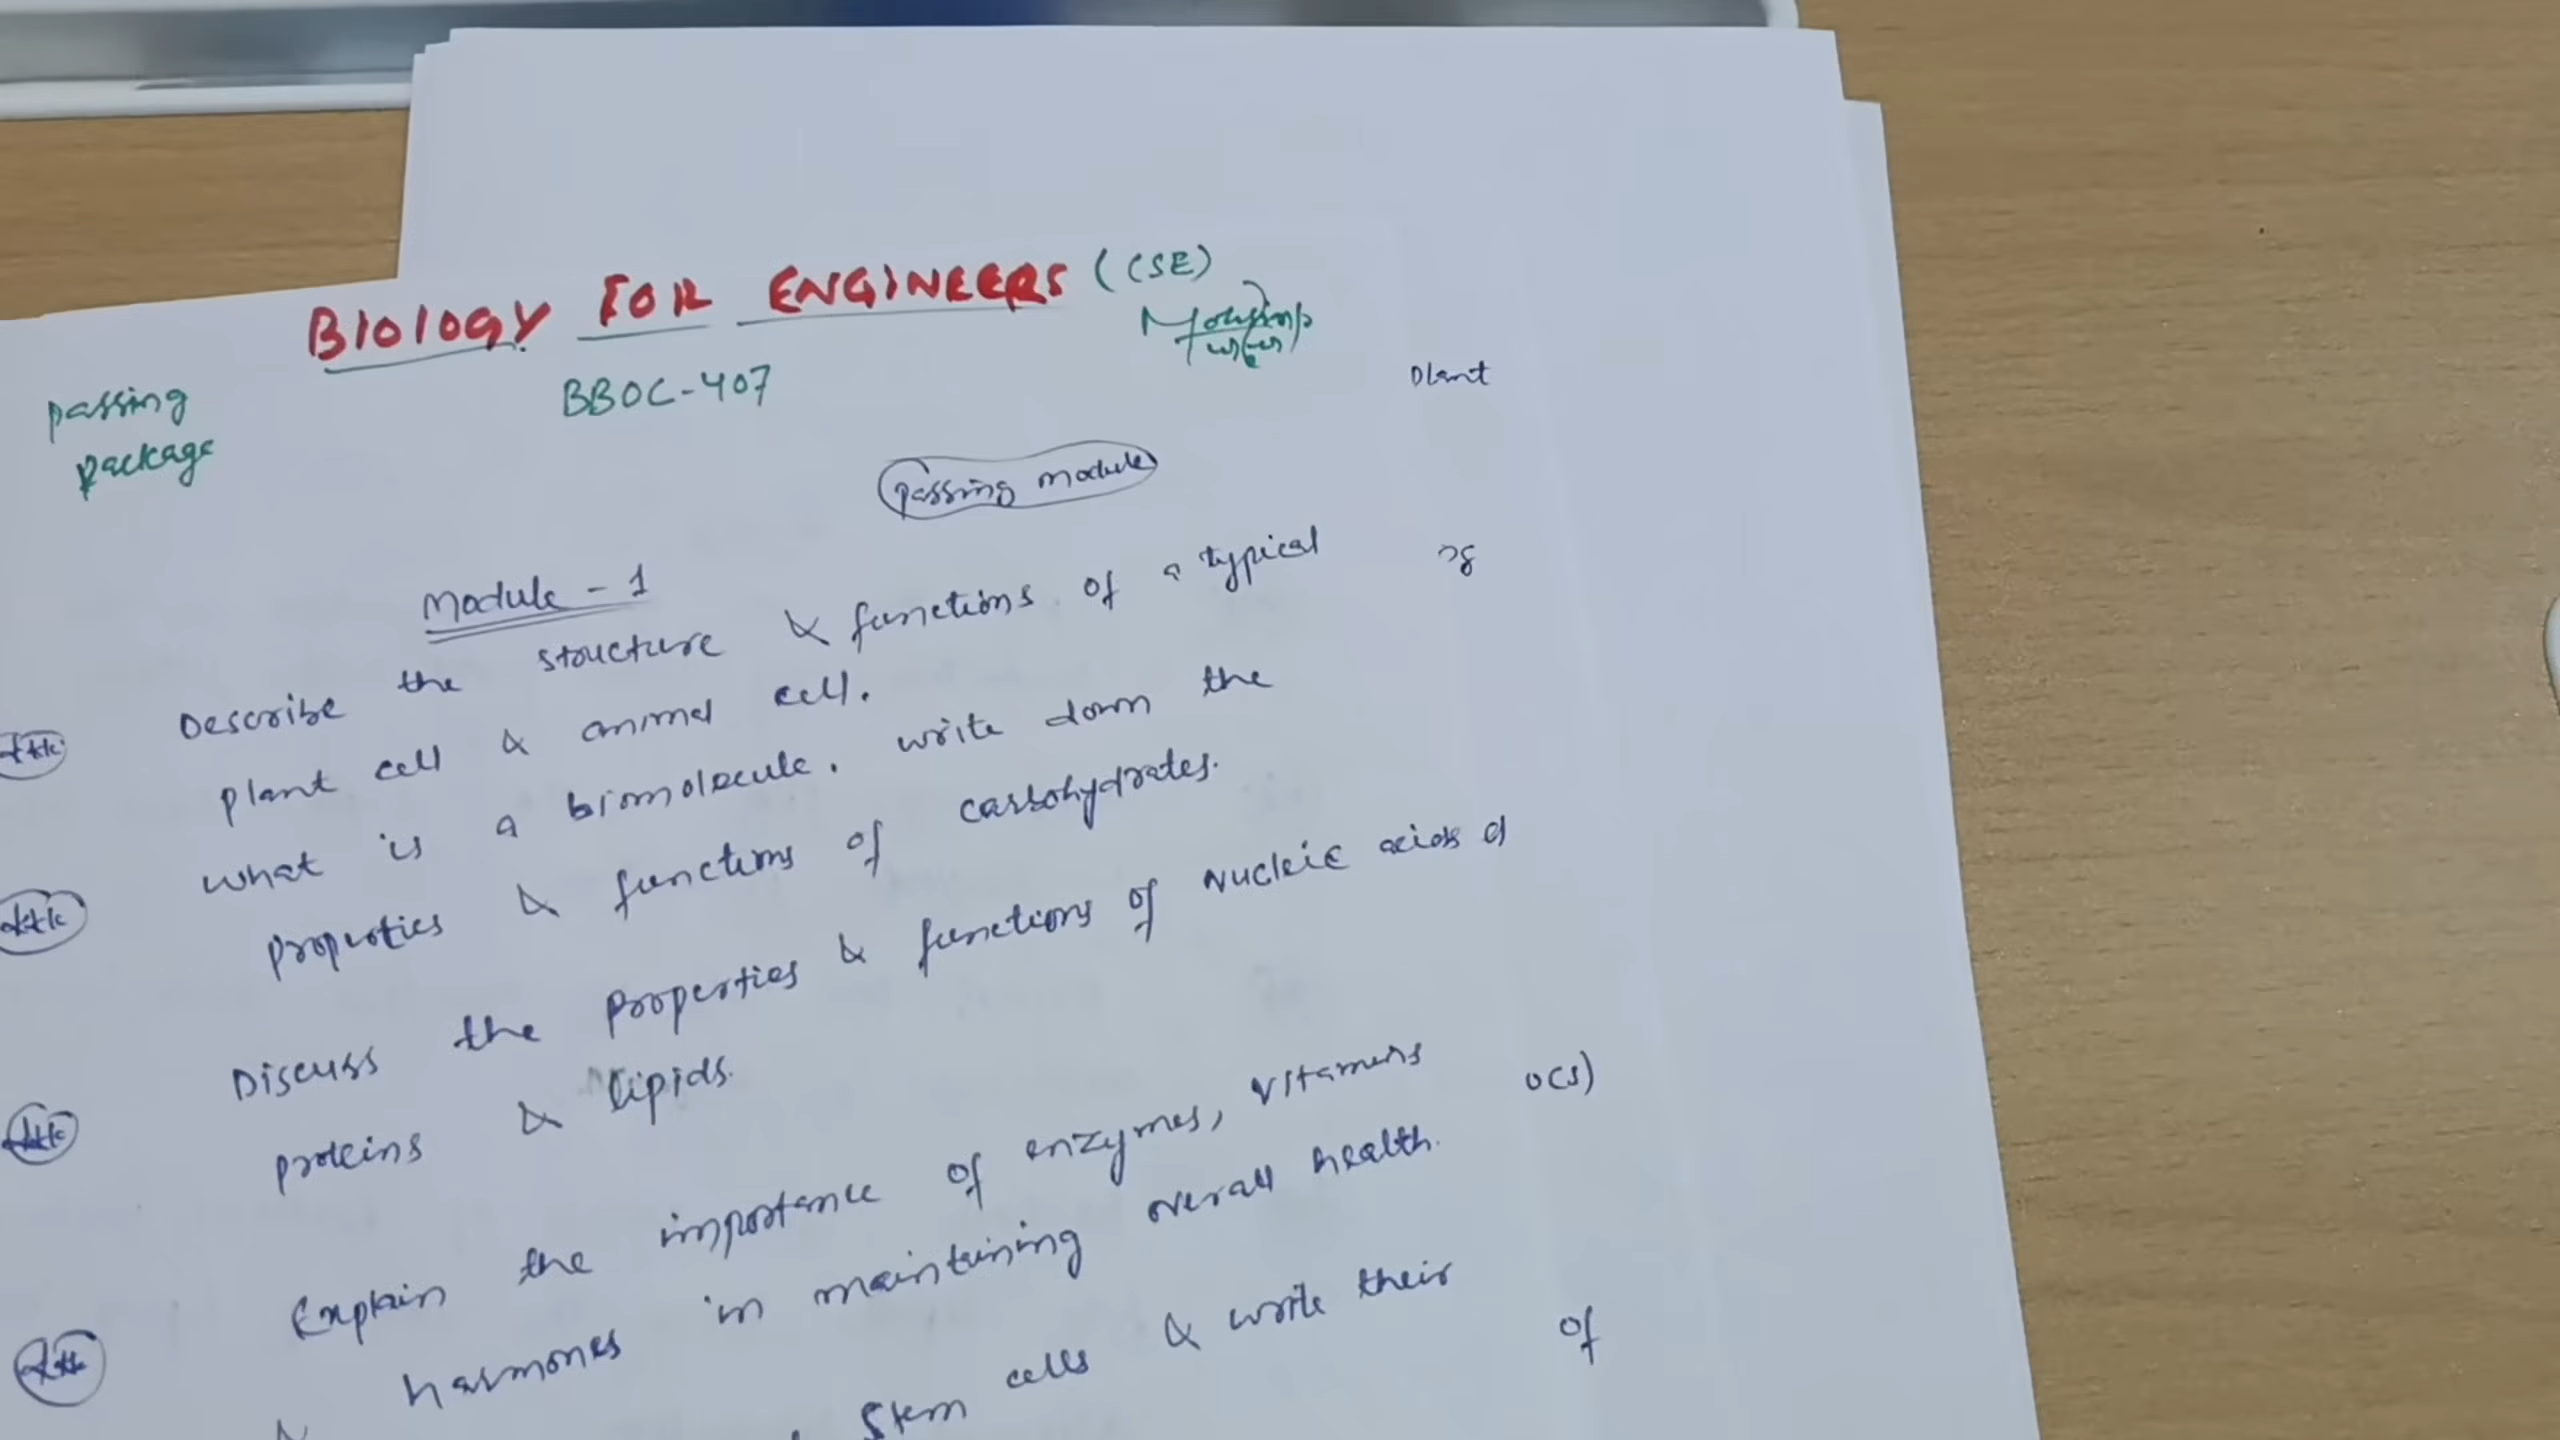 BIOLOGY FOR ENGINEERS (CSE)
passing
package
BBOC-407
Plant
passing module
Module - 1
Describe the structure & functions of a typical
plant cell & animal cell.
What is a biomolecule. write down the
properties & functions of carbohydrates.
Discuss the properties & functions of Nucleic acids
proteins & lipids.
Explain the importance of enzymes, vitamins
& harmones in maintaining overall health.
ocs)
Stem cells & write their
of